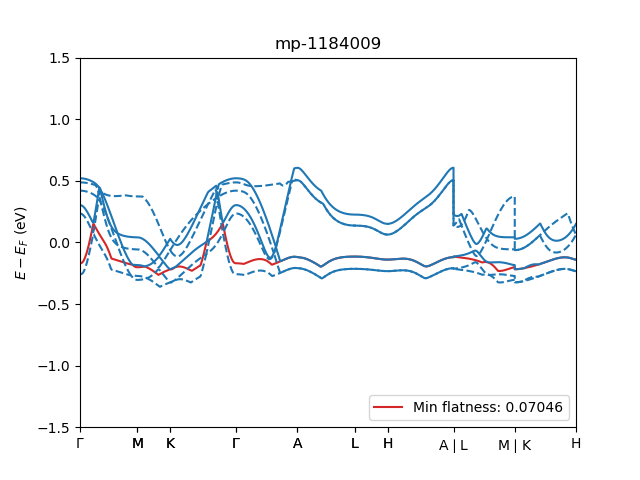 mp-1184009
E − E_F (eV)
1.5
1.0
0.5
0.0
−0.5
−1.0
−1.5
Min flatness: 0.07046
Γ M K Γ A L H A | L M | K H